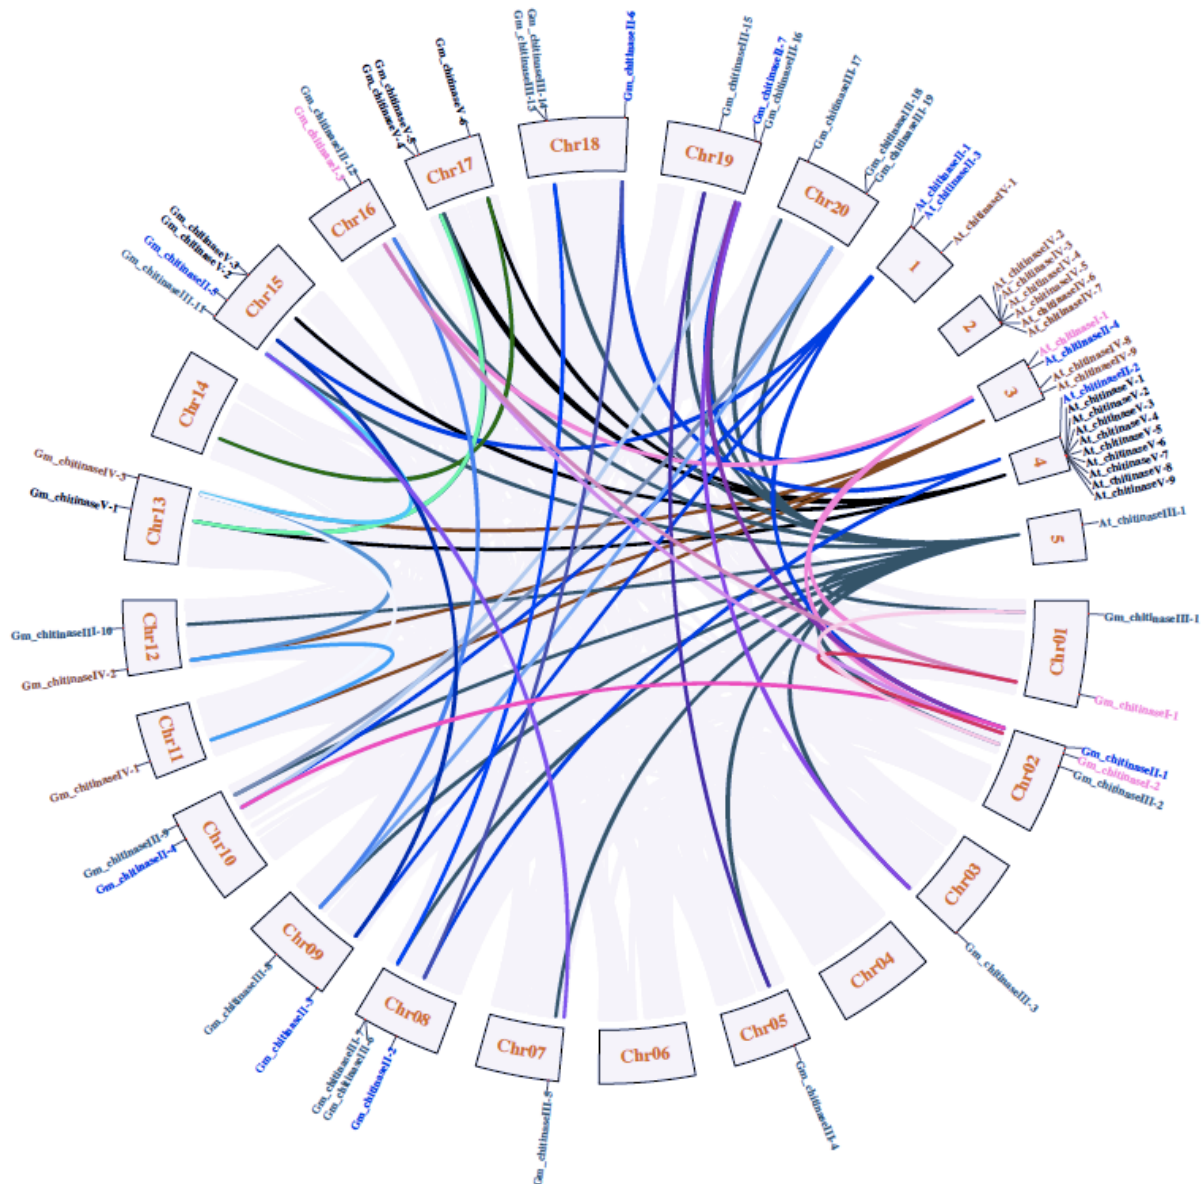 Gm_chitinaseIII-14
Gm_chitinaseIII-13
Gm_chitinaseII-6
Chr18
Gm_chitinaseIII-15
Gm_chitinaseII-7
Gm_chitinaseIII-16
Chr19
Gm_chitinaseIII-17
Gm_chitinaseIII-18
Gm_chitinaseIII-19
Chr20
At_chitinaseII-1
At_chitinaseII-3
At_chitinaseIV-1
1
At_chitinaseIV-2
At_chitinaseIV-3
At_chitinaseIV-4
At_chitinaseIV-5
At_chitinaseIV-6
At_chitinaseIV-7
2
At_chitinaseI-1
At_chitinaseII-4
At_chitinaseIV-8
At_chitinaseIV-9
3
At_chitinaseII-2
At_chitinaseV-1
At_chitinaseV-2
At_chitinaseV-3
At_chitinaseV-4
At_chitinaseV-5
At_chitinaseV-6
At_chitinaseV-7
At_chitinaseV-8
At_chitinaseV-9
4
At_chitinaseIII-1
5
Gm_chitinaseIII-1
Chr01
Gm_chitinaseI-1
Gm_chitinaseII-1
Gm_chitinaseI-2
Gm_chitinaseIII-2
Chr02
Chr03
Gm_chitinaseIII-3
Chr04
Chr05
Gm_chitinaseIII-4
Chr06
Chr07
Gm_chitinaseIII-5
Chr08
Gm_chitinaseIII-7
Gm_chitinaseIII-6
Gm_chitinaseII-2
Chr09
Gm_chitinaseIII-8
Gm_chitinaseII-3
Chr10
Gm_chitinaseIII-9
Gm_chitinaseII-4
Chr11
Gm_chitinaseIV-1
Chr12
Gm_chitinaseIII-10
Gm_chitinaseIV-2
Chr13
Gm_chitinaseIV-3
Gm_chitinaseV-1
Chr14
Chr15
Gm_chitinaseV-3
Gm_chitinaseV-2
Gm_chitinaseII-5
Gm_chitinaseIII-11
Chr16
Gm_chitinaseIII-12
Gm_chitinaseI-3
Chr17
Gm_chitinaseV-6
Gm_chitinaseV-5
Gm_chitinaseV-4